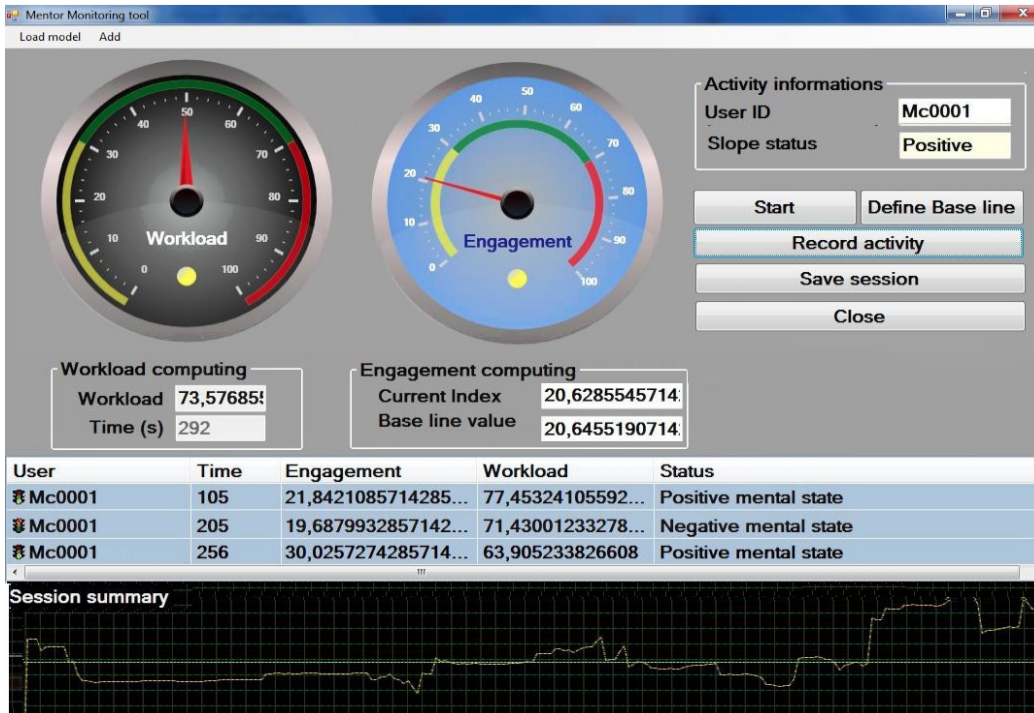 Mentor Monitoring tool
Load model Add
0 10 20 30 40 50 60 70 80 90 100
Workload
0 10 20 30 40 50 60 70 80 90 100
Engagement
Activity informations
User ID Mc0001
Slope status Positive
Start Define Base line
Record activity
Save session
Close
Workload computing
Workload 73,57685
Time (s) 292
Engagement computing
Current Index 20,6285545714
Base line value 20,6455190714
User Time Engagement Workload Status
Mc0001 105 21,8421085714285... 77,45324105592... Positive mental state
Mc0001 205 19,6879932857142... 71,43001233278... Negative mental state
Mc0001 256 30,0257274285714... 63,905233826608 Positive mental state
Session summary